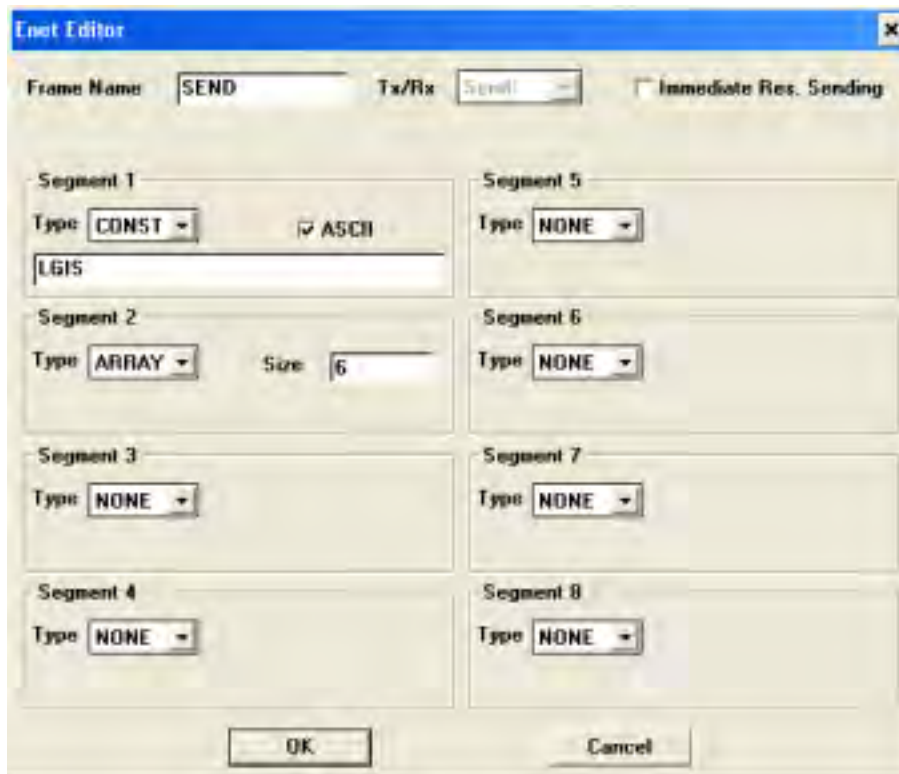 Enet Editor
Frame Name SEND Tx/Rx Send Immediate Res. Sending
Segment 1
Type CONST ASCII
LGIS
Segment 2
Type ARRAY Size 6
Segment 3
Type NONE
Segment 4
Type NONE
Segment 5
Type NONE
Segment 6
Type NONE
Segment 7
Type NONE
Segment 8
Type NONE
OK Cancel